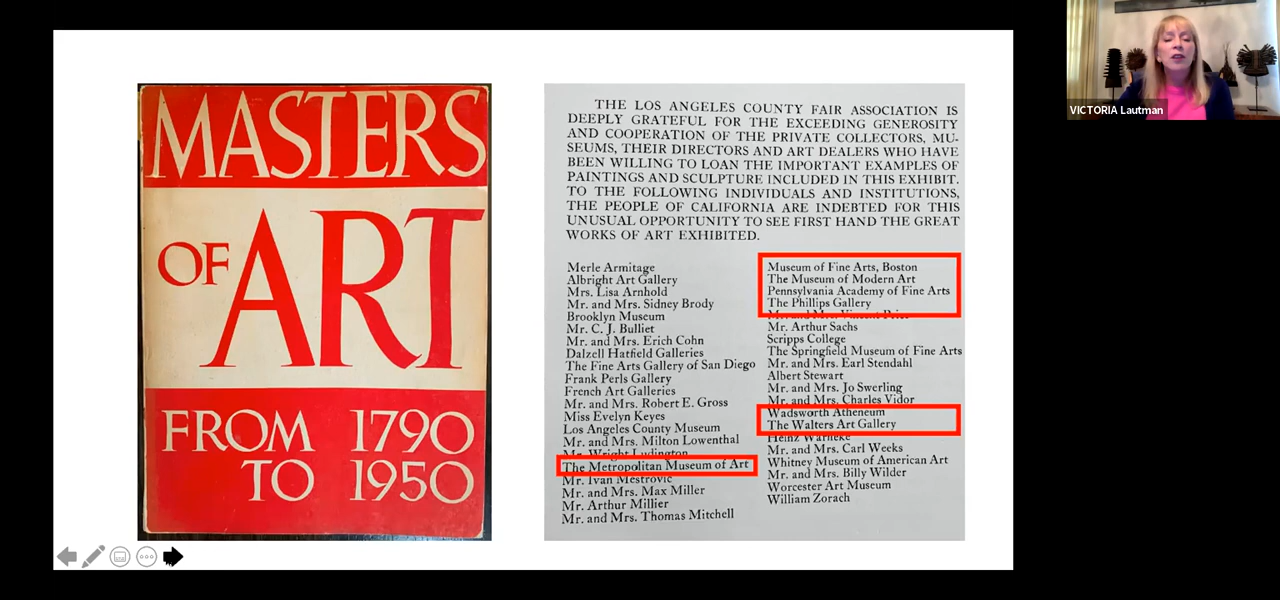 MASTERS
OF ART
FROM 1790
TO 1950
THE LOS ANGELES COUNTY FAIR ASSOCIATION IS
DEEPLY GRATEFUL FOR THE EXCEEDING GENEROSITY
AND COOPERATION OF THE PRIVATE COLLECTORS, MU-
SEUMS, THEIR DIRECTORS AND ART DEALERS WHO HAVE
BEEN WILLING TO LOAN THE IMPORTANT EXAMPLES OF
PAINTINGS AND SCULPTURE INCLUDED IN THIS EXHIBIT.
TO THE FOLLOWING INDIVIDUALS AND INSTITUTIONS,
THE PEOPLE OF CALIFORNIA ARE INDEBTED FOR THIS
UNUSUAL OPPORTUNITY TO SEE FIRST HAND THE GREAT
WORKS OF ART EXHIBITED.
Merle Armitage
Albright Art Gallery
Mrs. Lisa Arnhold
Mr. and Mrs. Sidney Brody
Brooklyn Museum
Mr. C. J. Bulliet
Mr. and Mrs. Erich Cohn
Dalzell Hatfield Galleries
The Fine Arts Gallery of San Diego
Frank Perls Gallery
French Art Galleries
Mr. and Mrs. Robert E. Gross
Miss Evelyn Keyes
Los Angeles County Museum
Mr. and Mrs. Milton Lowenthal
Mr. Wright Ludington
The Metropolitan Museum of Art
Mr. Ivan Mestrovic
Mr. and Mrs. Max Miller
Mr. Arthur Millier
Mr. and Mrs. Thomas Mitchell
Museum of Fine Arts, Boston
The Museum of Modern Art
Pennsylvania Academy of Fine Arts
The Phillips Gallery
Mr. and Mrs. Vincent Price
Mr. Arthur Sachs
Scripps College
The Springfield Museum of Fine Arts
Mr. and Mrs. Earl Stendahl
Albert Stewart
Mr. and Mrs. Jo Swerling
Mr. and Mrs. Charles Vidor
Wadsworth Atheneum
The Walters Art Gallery
Heinz Warneke
Mr. and Mrs. Carl Weeks
Whitney Museum of American Art
Mr. and Mrs. Billy Wilder
Worcester Art Museum
William Zorach
VICTORIA Lautman